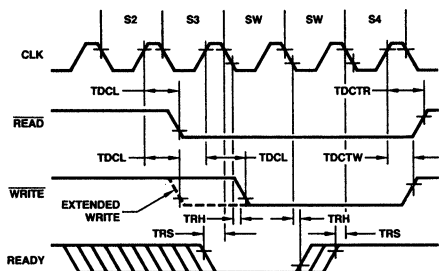 S2 S3 SW SW S4
CLK
TDCL TDCTR
READ
TDCL TDCL TDCTW
WRITE
EXTENDED
WRITE
TRH TRH
TRS TRS
READY